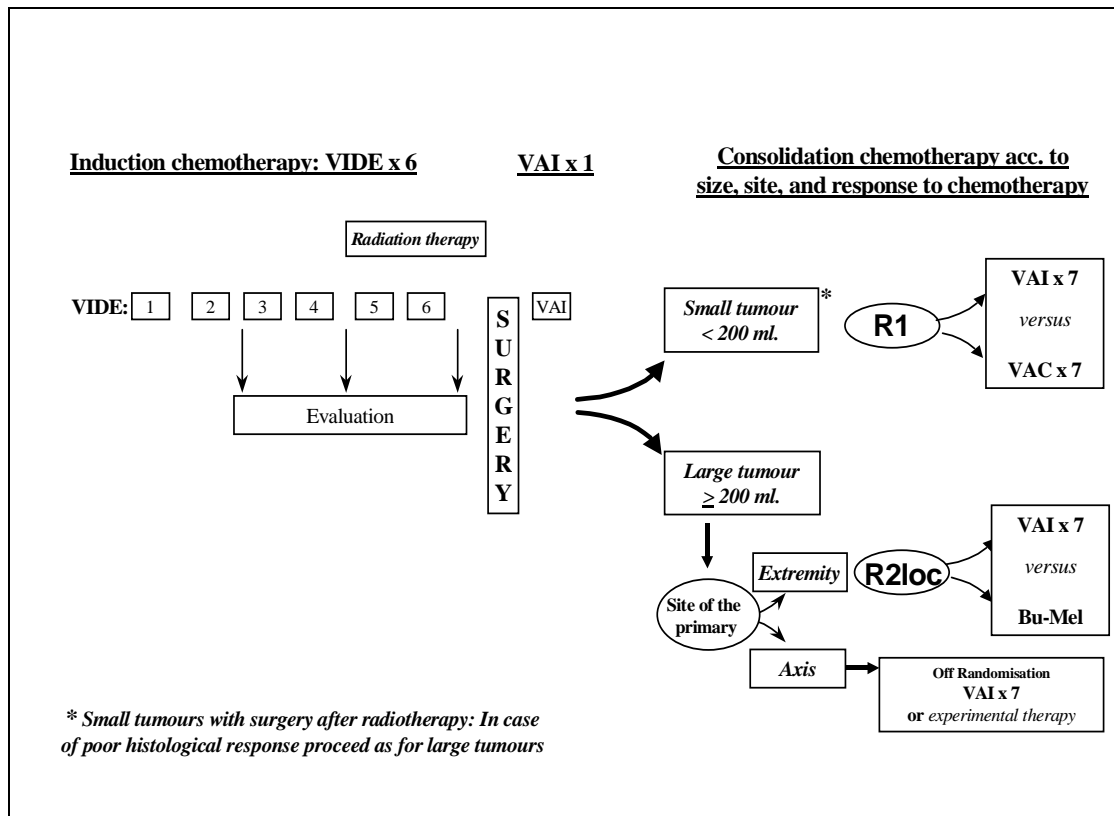 Induction chemotherapy: VIDE x 6
VAI x 1
Consolidation chemotherapy acc. to
size, site, and response to chemotherapy
Radiation therapy
VIDE: 1 2 3 4 5 6
VAI
S
U
R
G
E
R
Y
Evaluation
Small tumour
< 200 ml.
*
R1
VAI x 7
versus
VAC x 7
Large tumour
≥ 200 ml.
Site of the
primary
Extremity
R2loc
VAI x 7
versus
Bu-Mel
Axis
Off Randomisation
VAI x 7
or experimental therapy
* Small tumours with surgery after radiotherapy: In case
of poor histological response proceed as for large tumours